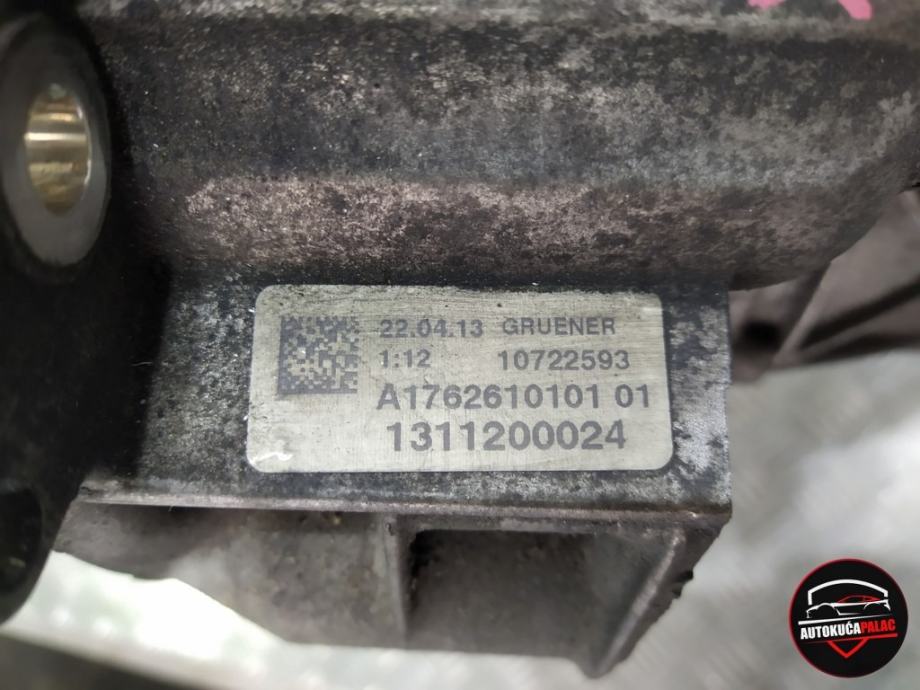 22.04.13 GRUENER
1:12 10722593
A1762610101 01
1311200024
AUTOKUĆAPALAC